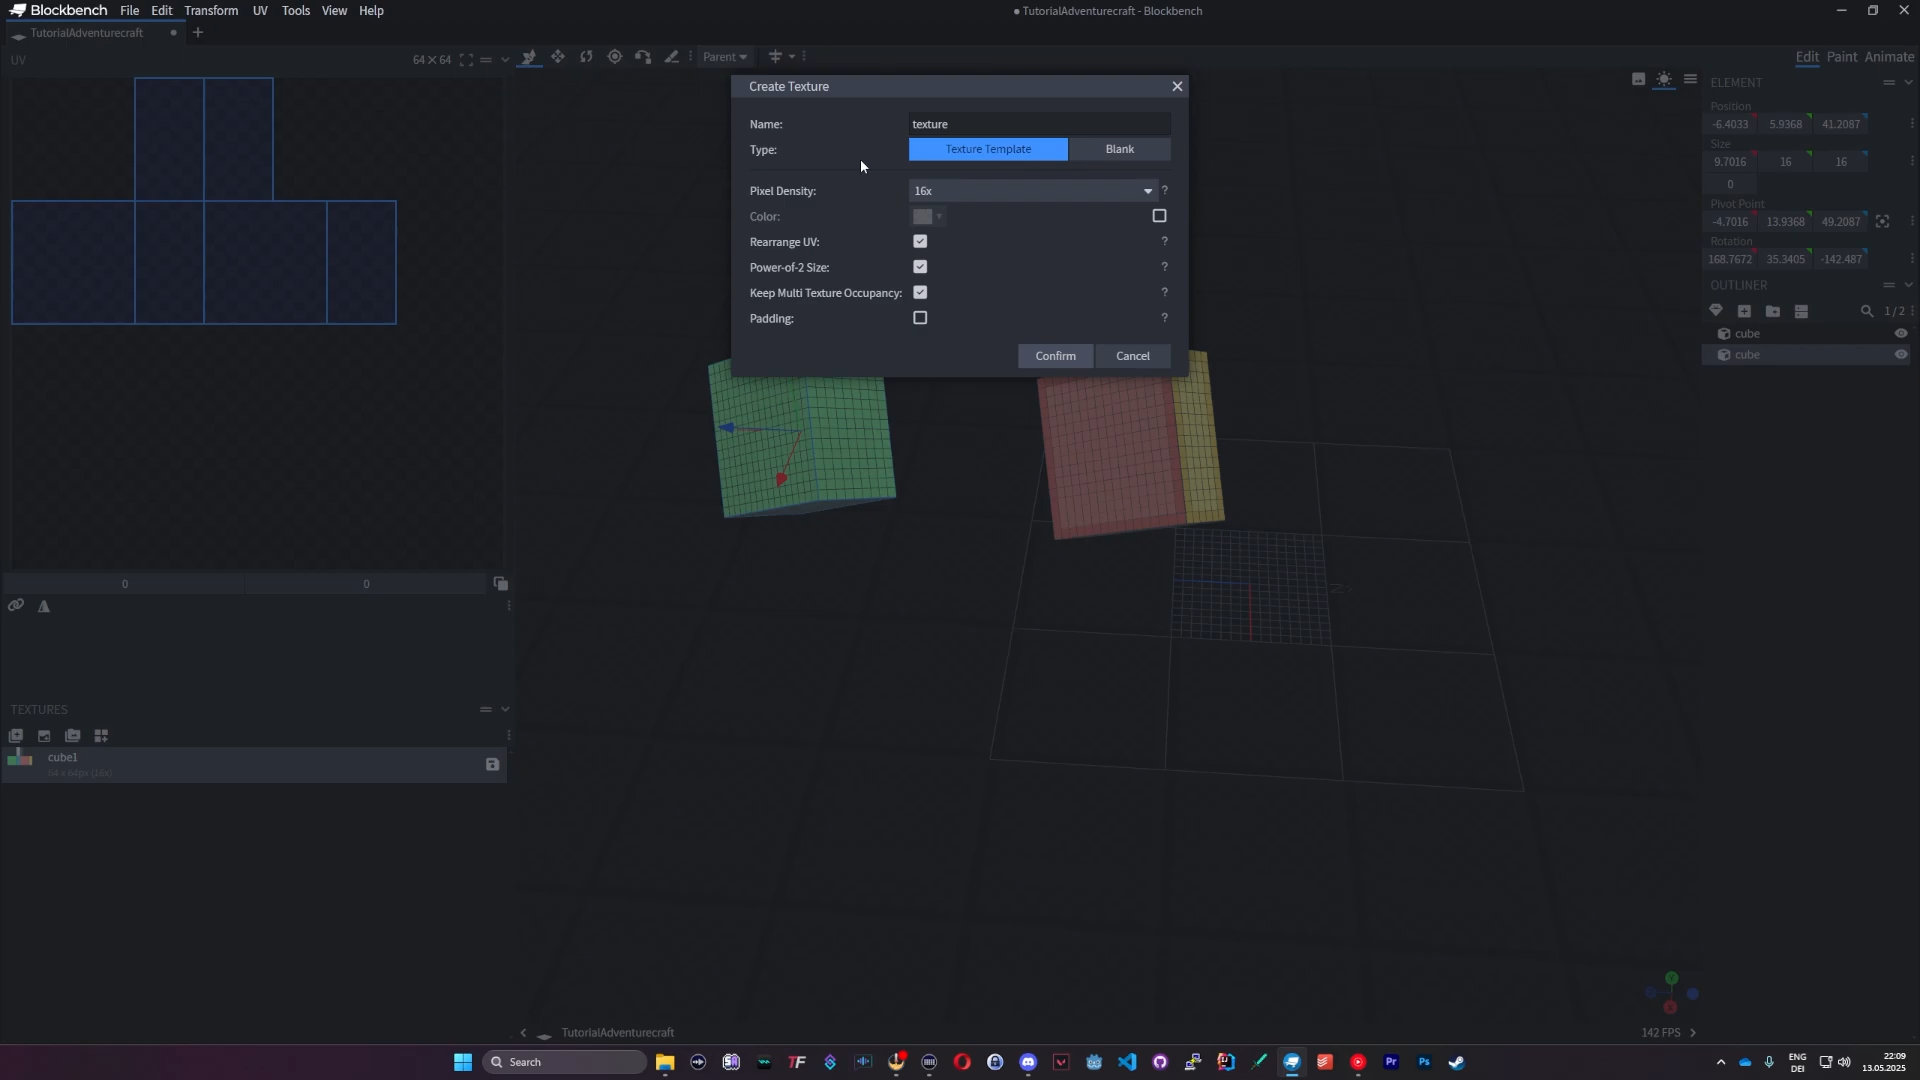 Blockbench File Edit Transform UV Tools View Help
TutorialAdventurecraft - Blockbench
TutorialAdventurecraft
UV
64 × 64
Parent
Edit Paint Animate
Create Texture
Name:
texture
Type:
Texture Template
Blank
Pixel Density:
16x
?
Color:
Rearrange UV:
?
Power-of-2 Size:
?
Keep Multi Texture Occupancy:
?
Padding:
?
Confirm
Cancel
ELEMENT
Position
-6.4033 5.9368 41.2087
Size
9.7016 16 16
0
Pivot Point
-4.7016 13.9368 49.2087
Rotation
168.7672 35.3405 -142.487
OUTLINER
1 / 2
cube
cube
0 0
TEXTURES
cube1
64 x 64px (16x)
N
TutorialAdventurecraft
142 FPS
Search
ENG
DEI
22:09
13.05.2025